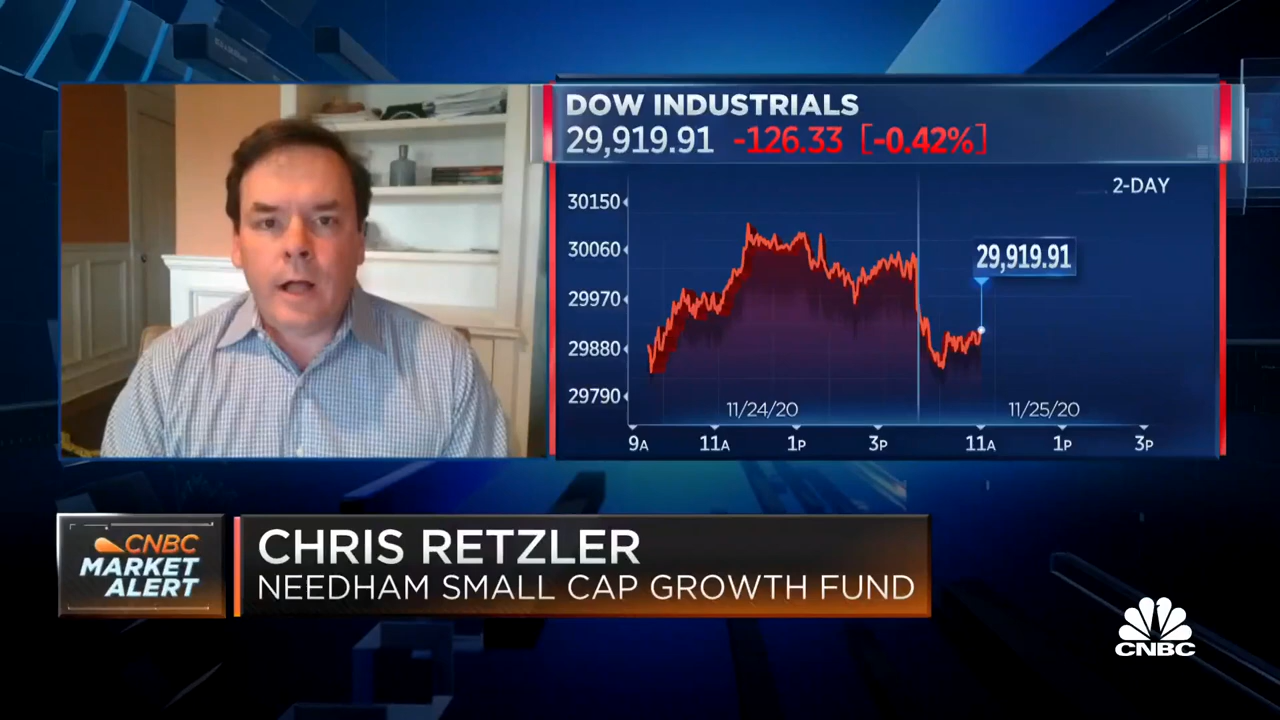 DOW INDUSTRIALS
29,919.91 -126.33 [-0.42%]
2-DAY
30150
30060
29970
29880
29790
29,919.91
11/24/20
11/25/20
9A 11A 1P 3P 11A 1P 3P
CNBC
MARKET
ALERT
CHRIS RETZLER
NEEDHAM SMALL CAP GROWTH FUND
CNBC